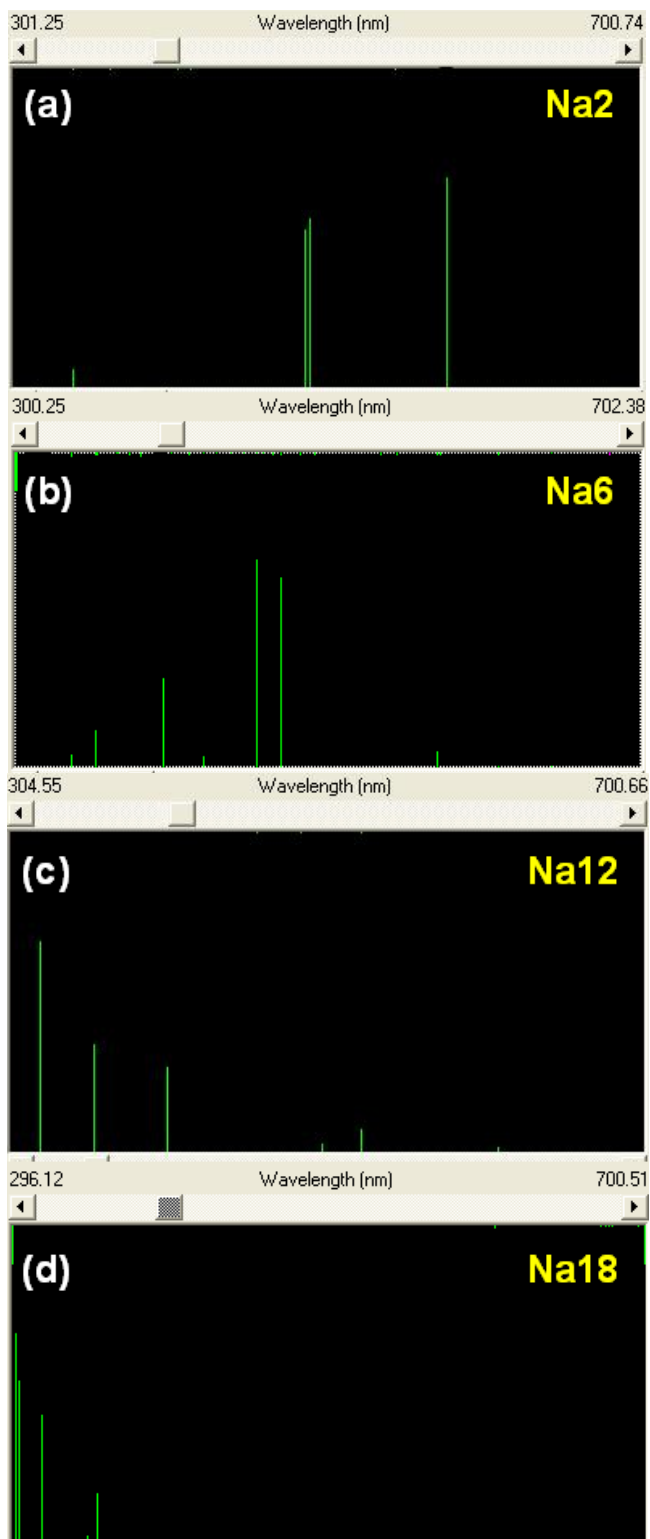 301.25 Wavelength (nm) 700.74
(a) Na2
300.25 Wavelength (nm) 702.38
(b) Na6
304.55 Wavelength (nm) 700.66
(c) Na12
296.12 Wavelength (nm) 700.51
(d) Na18